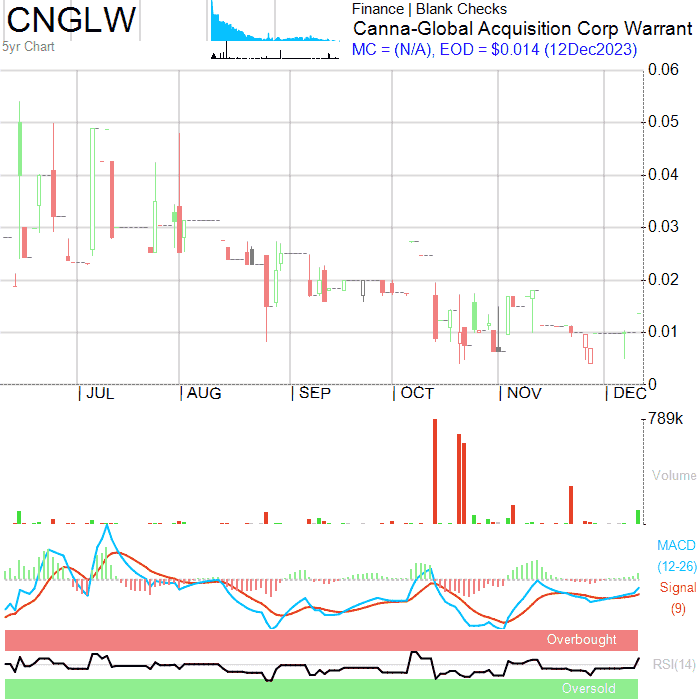 CNGLW
5yr Chart
Finance | Blank Checks
Canna-Global Acquisition Corp Warrant
MC = (N/A), EOD = $0.014 (12Dec2023)
0.06
0.05
0.04
0.03
0.02
0.01
0
| JUL | AUG | SEP | OCT | NOV | DEC
789k
Volume
MACD
(12-26)
Signal
(9)
Overbought
RSI(14)
Oversold